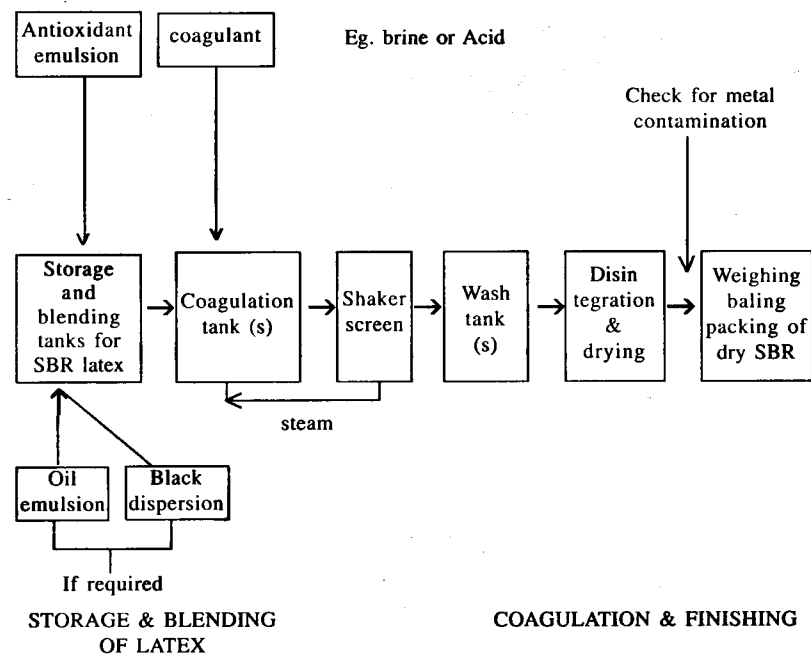 Antioxidant
emulsion
coagulant
Eg. brine or Acid
Check for metal
contamination
Storage
and
blending
tanks for
SBR latex
Coagulation
tank (s)
Shaker
screen
Wash
tank
(s)
Disin
tegration
&
drying
Weighing
baling
packing of
dry SBR
steam
Oil
emulsion
Black
dispersion
If required
STORAGE & BLENDING
OF LATEX
COAGULATION & FINISHING